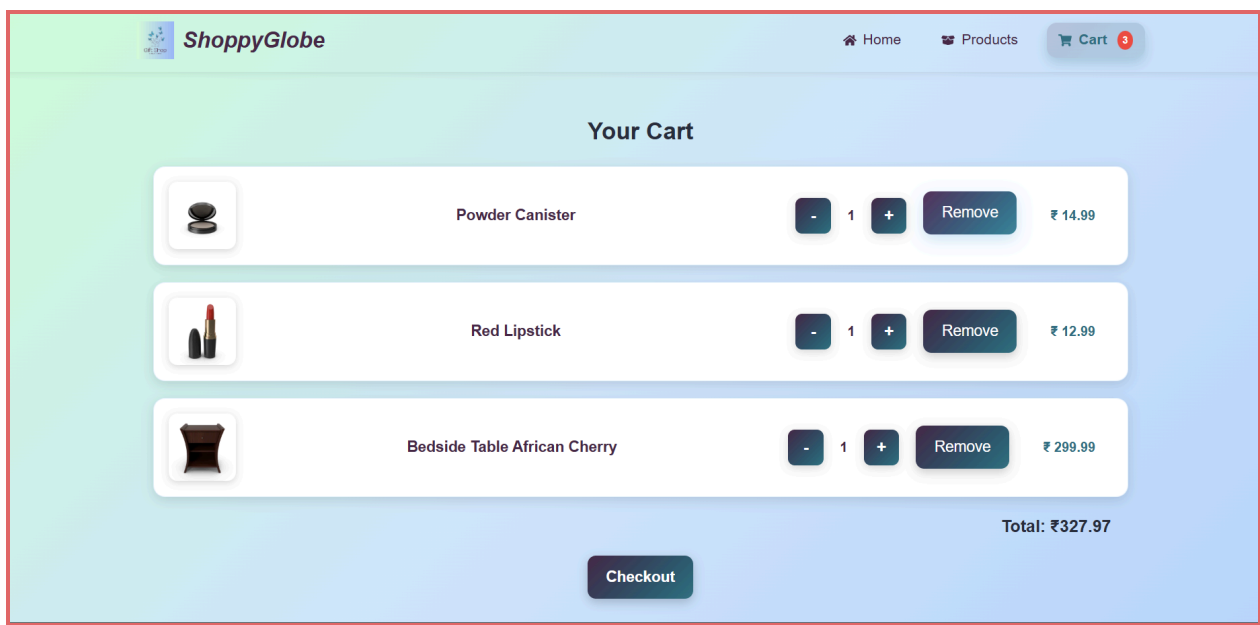 ShoppyGlobe
Home
Products
Cart 3
Your Cart
Powder Canister - 1 + Remove ₹ 14.99
Red Lipstick - 1 + Remove ₹ 12.99
Bedside Table African Cherry - 1 + Remove ₹ 299.99
Total: ₹327.97
Checkout